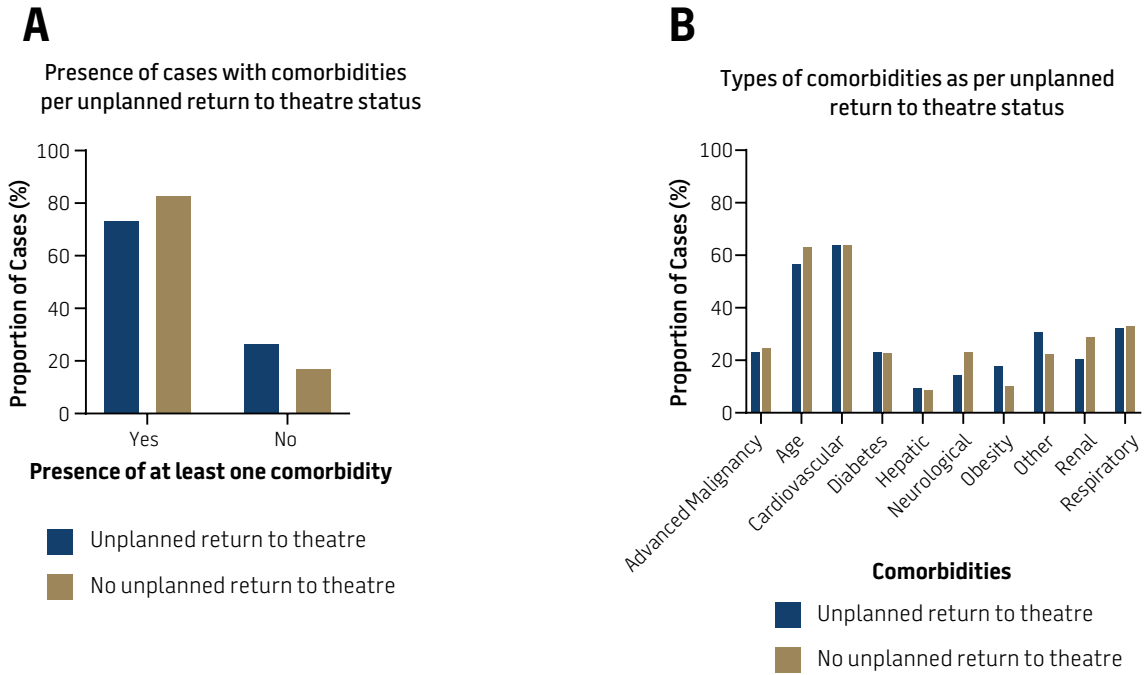 A
Presence of cases with comorbidities
per unplanned return to theatre status
Proportion of Cases (%)
100
80
60
40
20
0
Yes
No
Presence of at least one comorbidity
Unplanned return to theatre
No unplanned return to theatre
B
Types of comorbidities as per unplanned
return to theatre status
Proportion of Cases (%)
100
80
60
40
20
0
Advanced Malignancy
Age
Cardiovascular
Diabetes
Hepatic
Neurological
Obesity
Other
Renal
Respiratory
Comorbidities
Unplanned return to theatre
No unplanned return to theatre